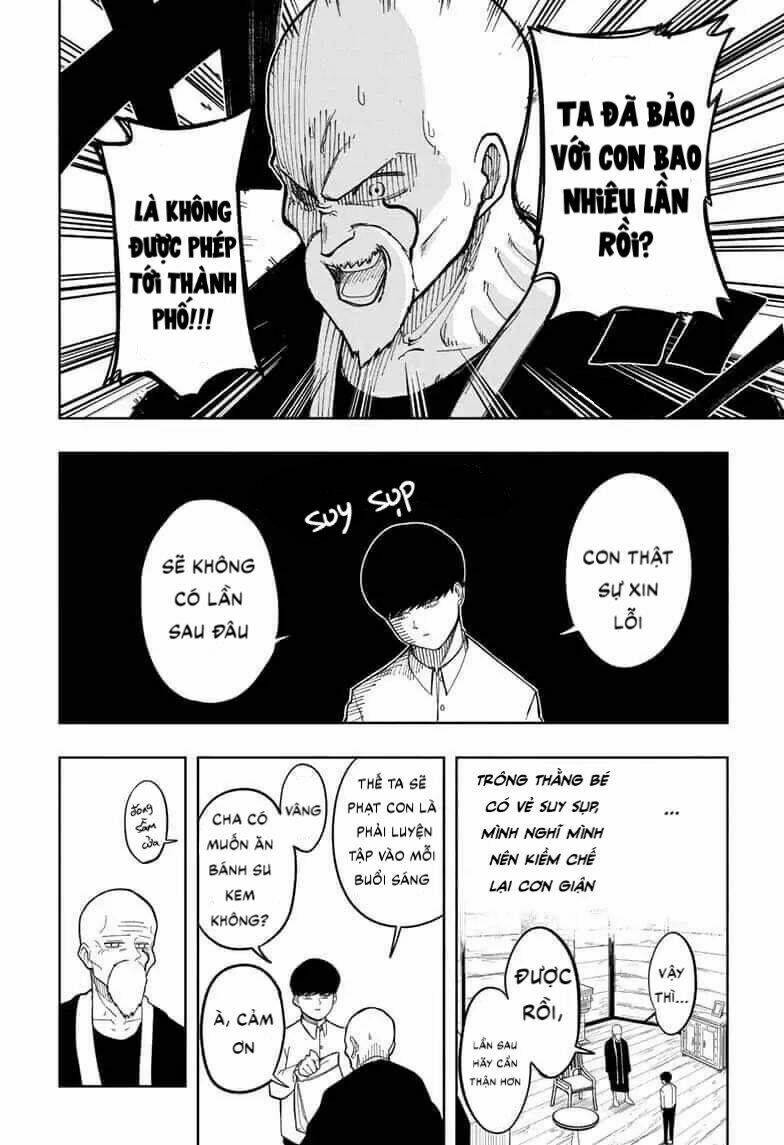 TA ĐÃ BẢO
VỚI CON BAO
NHIÊU LẦN
RỒI?
LÀ KHÔNG
ĐƯỢC PHÉP
TỚI THÀNH
PHỐ!!!
SUY SỤP
CON THẬT
SỰ XIN
LỖI
SẼ KHÔNG
CÓ LẦN
SAU ĐÂU
...
TRÔNG THẰNG BÉ
CÓ VẺ SUY SỤP,
MÌNH NGHĨ MÌNH
NÊN KIỀM CHẾ
LẠI CƠN GIẬN
VẬY
THÌ...
ĐƯỢC
RỒI,
LẦN SAU
HÃY CẨN
THẬN HƠN
THẾ TA SẼ
PHẠT CON LÀ
PHẢI LUYỆN
TẬP VÀO MỖI
BUỔI SÁNG
VÂNG
CHA CÓ
MUỐN ĂN
BÁNH SU
KEM
KHÔNG?
À, CẢM
ƠN
đóng
sầm
cửa